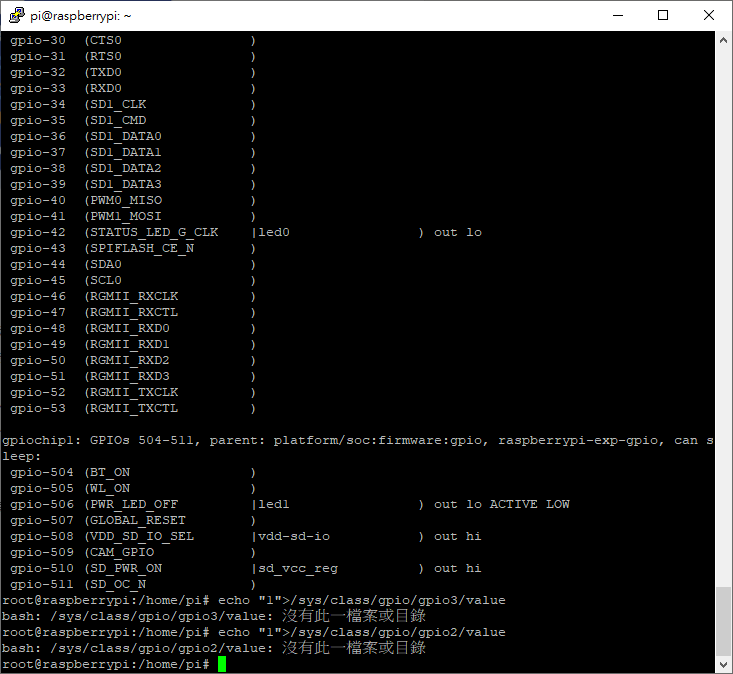 pi@raspberrypi: ~
gpio-30 (CTS0 )
gpio-31 (RTS0 )
gpio-32 (TXD0 )
gpio-33 (RXD0 )
gpio-34 (SD1_CLK )
gpio-35 (SD1_CMD )
gpio-36 (SD1_DATA0 )
gpio-37 (SD1_DATA1 )
gpio-38 (SD1_DATA2 )
gpio-39 (SD1_DATA3 )
gpio-40 (PWM0_MISO )
gpio-41 (PWM1_MOSI )
gpio-42 (STATUS_LED_G_CLK |led0 ) out lo
gpio-43 (SPIFLASH_CE_N )
gpio-44 (SDA0 )
gpio-45 (SCL0 )
gpio-46 (RGMII_RXCLK )
gpio-47 (RGMII_RXCTL )
gpio-48 (RGMII_RXD0 )
gpio-49 (RGMII_RXD1 )
gpio-50 (RGMII_RXD2 )
gpio-51 (RGMII_RXD3 )
gpio-52 (RGMII_TXCLK )
gpio-53 (RGMII_TXCTL )
gpiochip1: GPIOs 504-511, parent: platform/soc:firmware:gpio, raspberrypi-exp-gpio, can s
leep:
gpio-504 (BT_ON )
gpio-505 (WL_ON )
gpio-506 (PWR_LED_OFF |led1 ) out lo ACTIVE LOW
gpio-507 (GLOBAL_RESET )
gpio-508 (VDD_SD_IO_SEL |vdd-sd-io ) out hi
gpio-509 (CAM_GPIO )
gpio-510 (SD_PWR_ON |sd_vcc_reg ) out hi
gpio-511 (SD_OC_N )
root@raspberrypi:/home/pi# echo "1">/sys/class/gpio/gpio3/value
bash: /sys/class/gpio/gpio3/value: 沒有此一檔案或目錄
root@raspberrypi:/home/pi# echo "1">/sys/class/gpio/gpio2/value
bash: /sys/class/gpio/gpio2/value: 沒有此一檔案或目錄
root@raspberrypi:/home/pi#